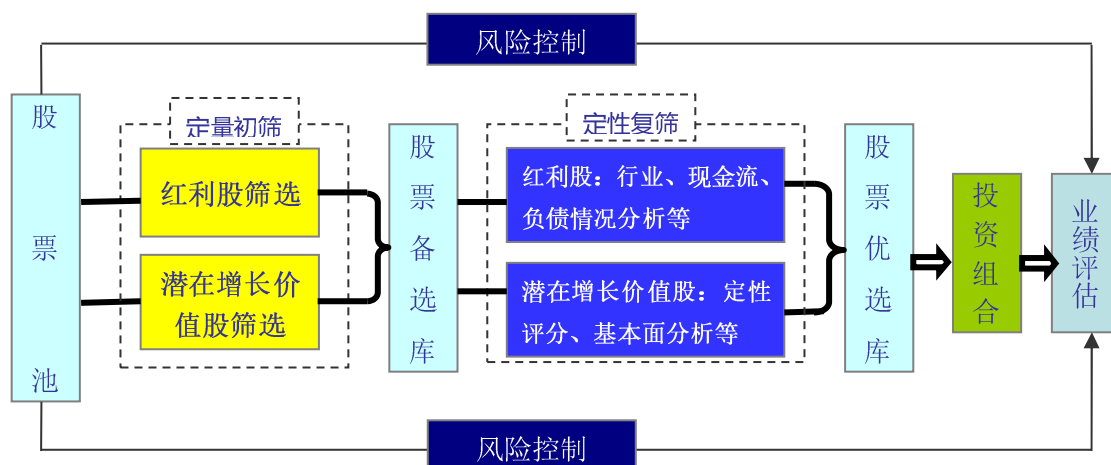 风险控制
股票池
定量初筛
红利股筛选
潜在增长价
值股筛选
股票备选库
定性复筛
红利股：行业、现金流、
负债情况分析等
潜在增长价值股：定性
评分、基本面分析等
股票优选库
投资组合
业绩评估
风险控制